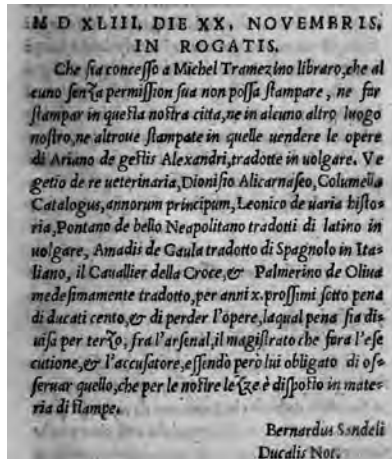 M D XLIII. DIE XX. NOVEMBRIS.
IN ROGATIS.
Che sia concesso a Michel Tramezino libraro, che al
cuno senza permission sua non possa stampare, ne far
stampar in questa nostra citta, ne in alcuno altro luogo
nostro, ne altroue stampate in quelle uendere le opere
di Ariano de gestis Alexandri, tradotte in uolgare. Ve
getio de re ueterinaria, Dionisio Alicarnaseo, Columella
Catalogus, annorum principum, Leonico de uaria histo=
ria, Pontano de bello Neapolitano tradotti di latino in
uolgare, Amadis de Gaula tradotto di Spagnolo in Ita=
liano, il Cauallier della Croce, & Palmerino de Oliua
medesimamente tradotto, per anni x. prossimi sotto pena
di ducati cento, & di perder l'opere, laqual pena sia di=
uisa per terzo, fra l'arsenal, il magistrato che fara l'ese
cutione, & l'accusatore, essendo però lui obligato di os=
seruar quello, che per le nostre leze è disposto in mate=
ria di stampe.
Bernardus Sandeli
Ducalis Not.